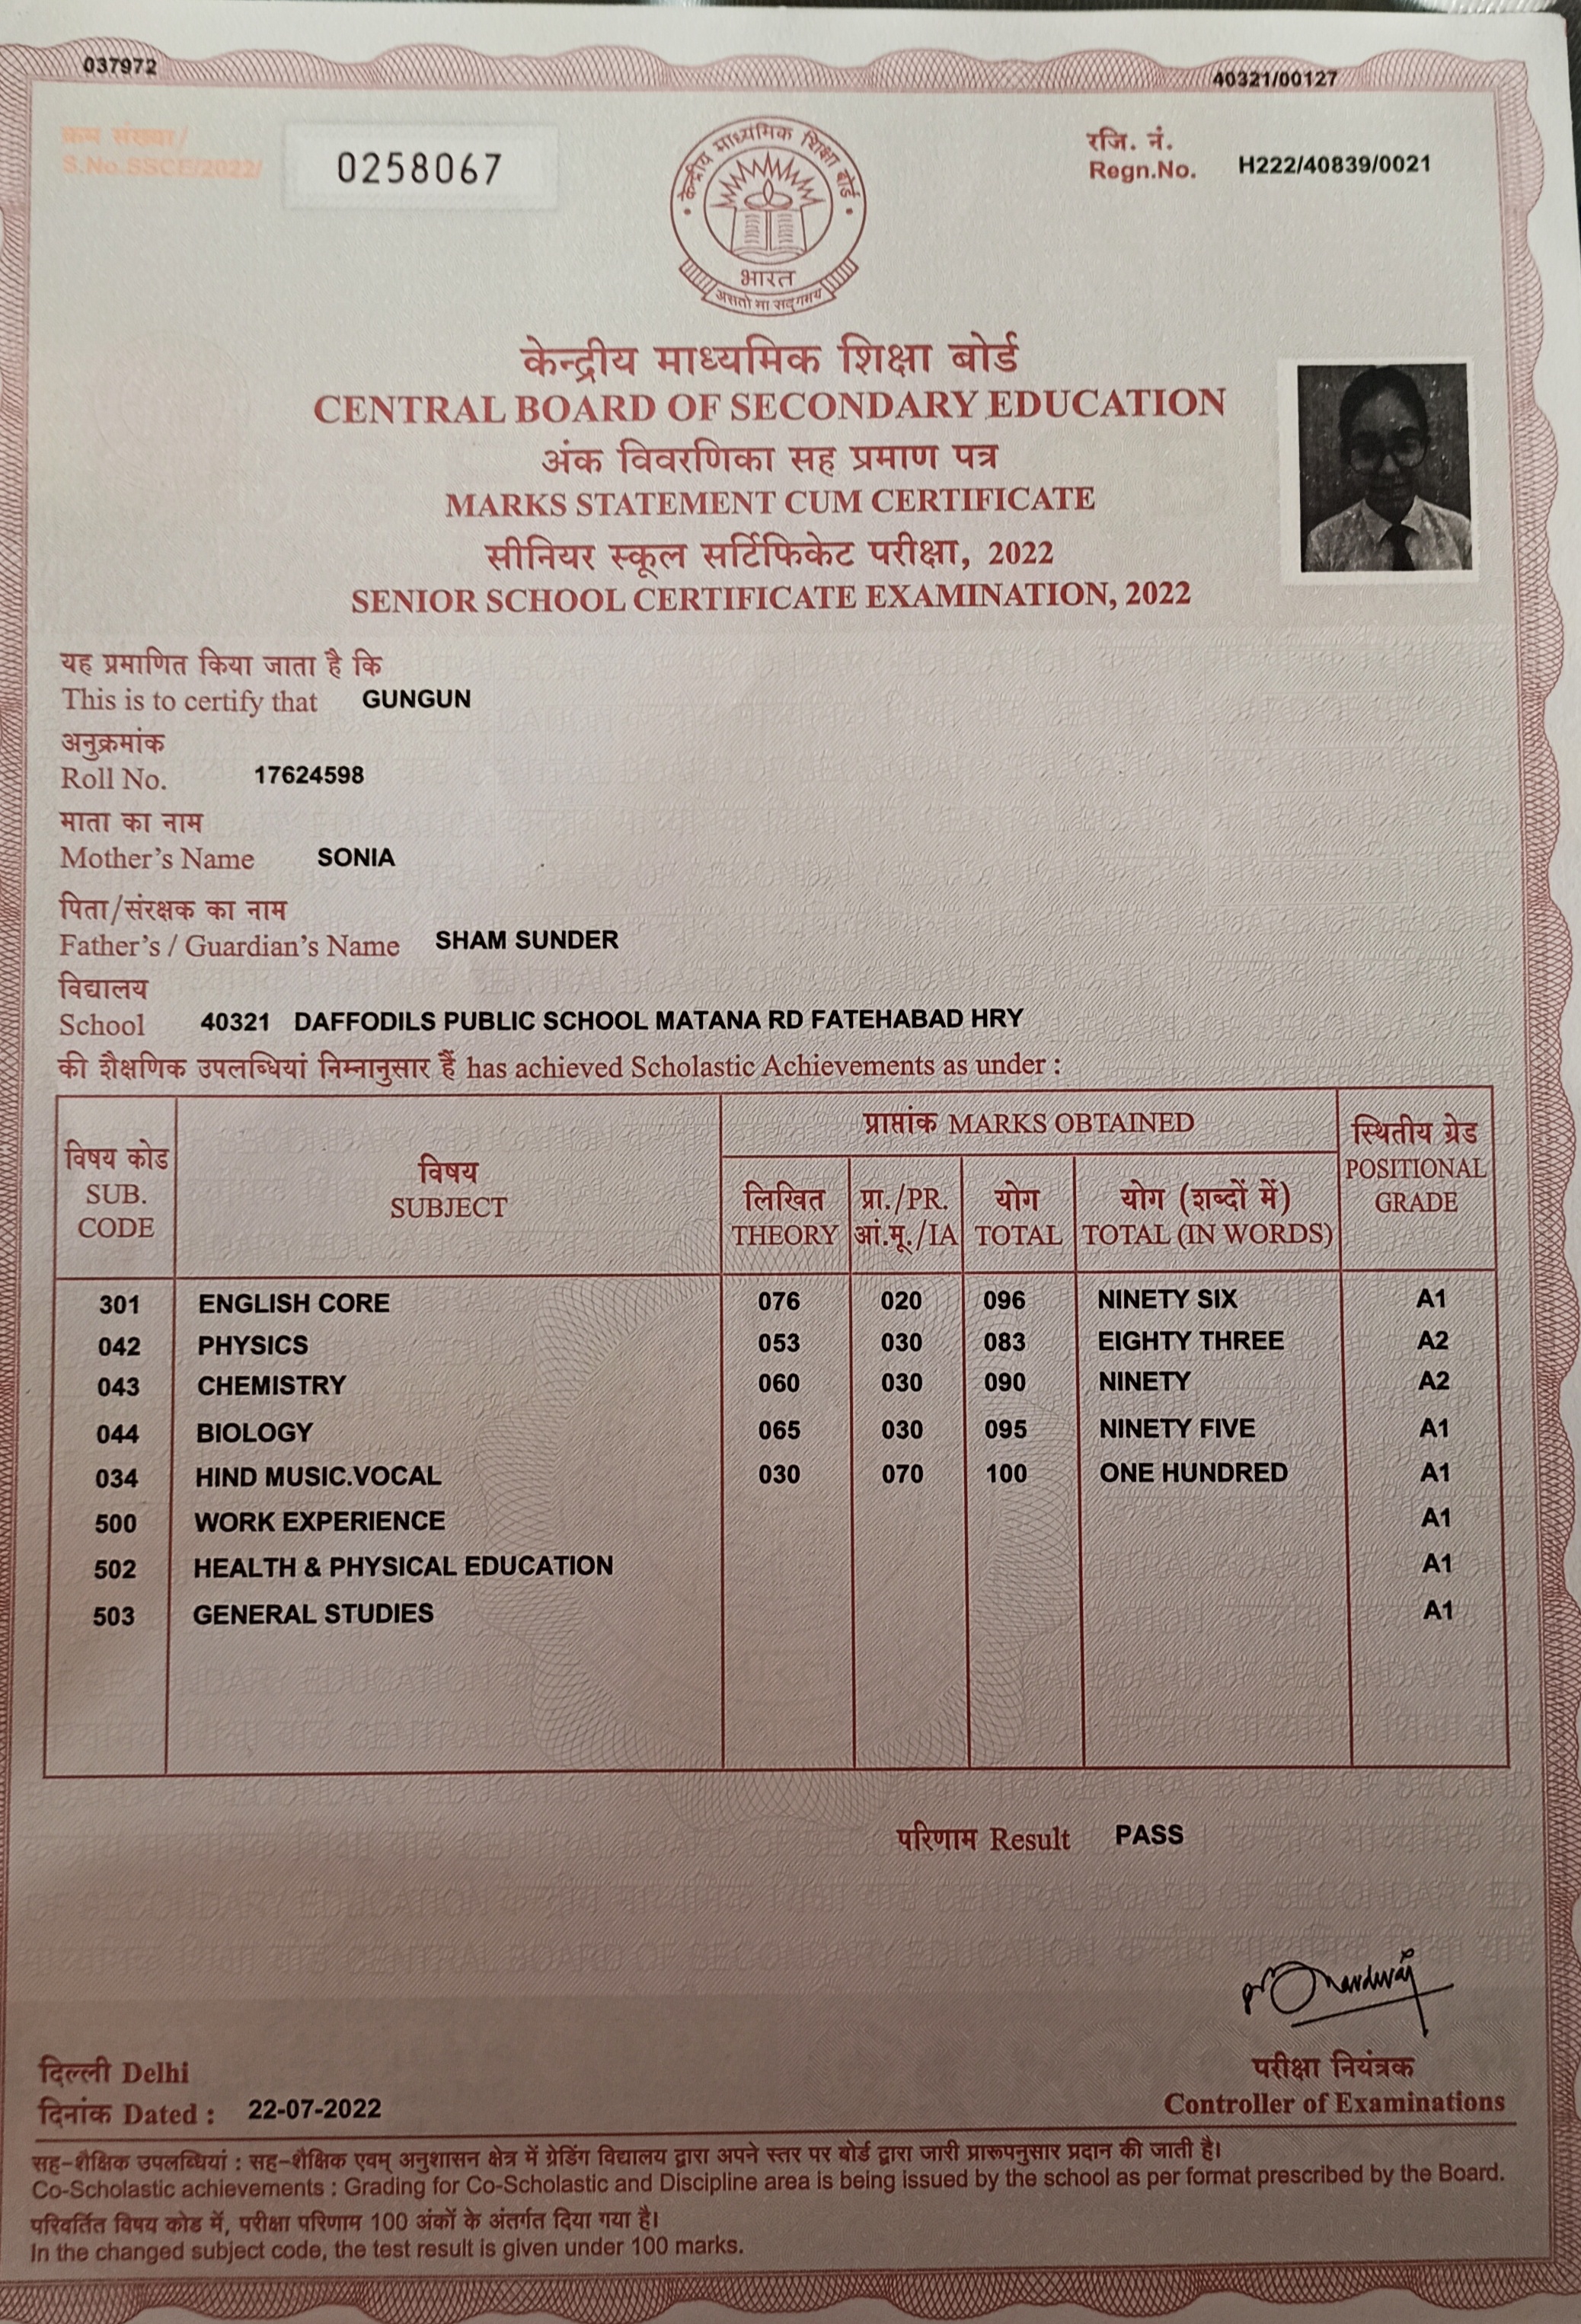 037972
40321/00127
क्रम संख्या/
S.No.SSCE/2022/
0258067
रजि. नं.
Regn.No. H222/40839/0021
केन्द्रीय माध्यमिक शिक्षा बोर्ड
भारत
असतो मा सद्गमय
केन्द्रीय माध्यमिक शिक्षा बोर्ड
CENTRAL BOARD OF SECONDARY EDUCATION
अंक विवरणिका सह प्रमाण पत्र
MARKS STATEMENT CUM CERTIFICATE
सीनियर स्कूल सर्टिफिकेट परीक्षा, 2022
SENIOR SCHOOL CERTIFICATE EXAMINATION, 2022
यह प्रमाणित किया जाता है कि
This is to certify that GUNGUN
अनुक्रमांक
Roll No. 17624598
माता का नाम
Mother's Name SONIA
पिता/संरक्षक का नाम
Father's / Guardian's Name SHAM SUNDER
विद्यालय
School 40321 DAFFODILS PUBLIC SCHOOL MATANA RD FATEHABAD HRY
की शैक्षणिक उपलब्धियां निम्नानुसार हैं has achieved Scholastic Achievements as under :
विषय कोड
SUB.
CODE
विषय
SUBJECT
प्राप्तांक MARKS OBTAINED
लिखित
THEORY
प्रा./PR.
आं.मू./IA
योग
TOTAL
योग (शब्दों में)
TOTAL (IN WORDS)
स्थितीय ग्रेड
POSITIONAL
GRADE
301 ENGLISH CORE 076 020 096 NINETY SIX A1
042 PHYSICS 053 030 083 EIGHTY THREE A2
043 CHEMISTRY 060 030 090 NINETY A2
044 BIOLOGY 065 030 095 NINETY FIVE A1
034 HIND MUSIC.VOCAL 030 070 100 ONE HUNDRED A1
500 WORK EXPERIENCE A1
502 HEALTH & PHYSICAL EDUCATION A1
503 GENERAL STUDIES A1
परिणाम Result PASS
दिल्ली Delhi
दिनांक Dated : 22-07-2022
परीक्षा नियंत्रक
Controller of Examinations
सह-शैक्षिक उपलब्धियां : सह-शैक्षिक एवम् अनुशासन क्षेत्र में ग्रेडिंग विद्यालय द्वारा अपने स्तर पर बोर्ड द्वारा जारी प्रारूपनुसार प्रदान की जाती है।
Co-Scholastic achievements : Grading for Co-Scholastic and Discipline area is being issued by the school as per format prescribed by the Board.
परिवर्तित विषय कोड में, परीक्षा परिणाम 100 अंकों के अंतर्गत दिया गया है।
In the changed subject code, the test result is given under 100 marks.